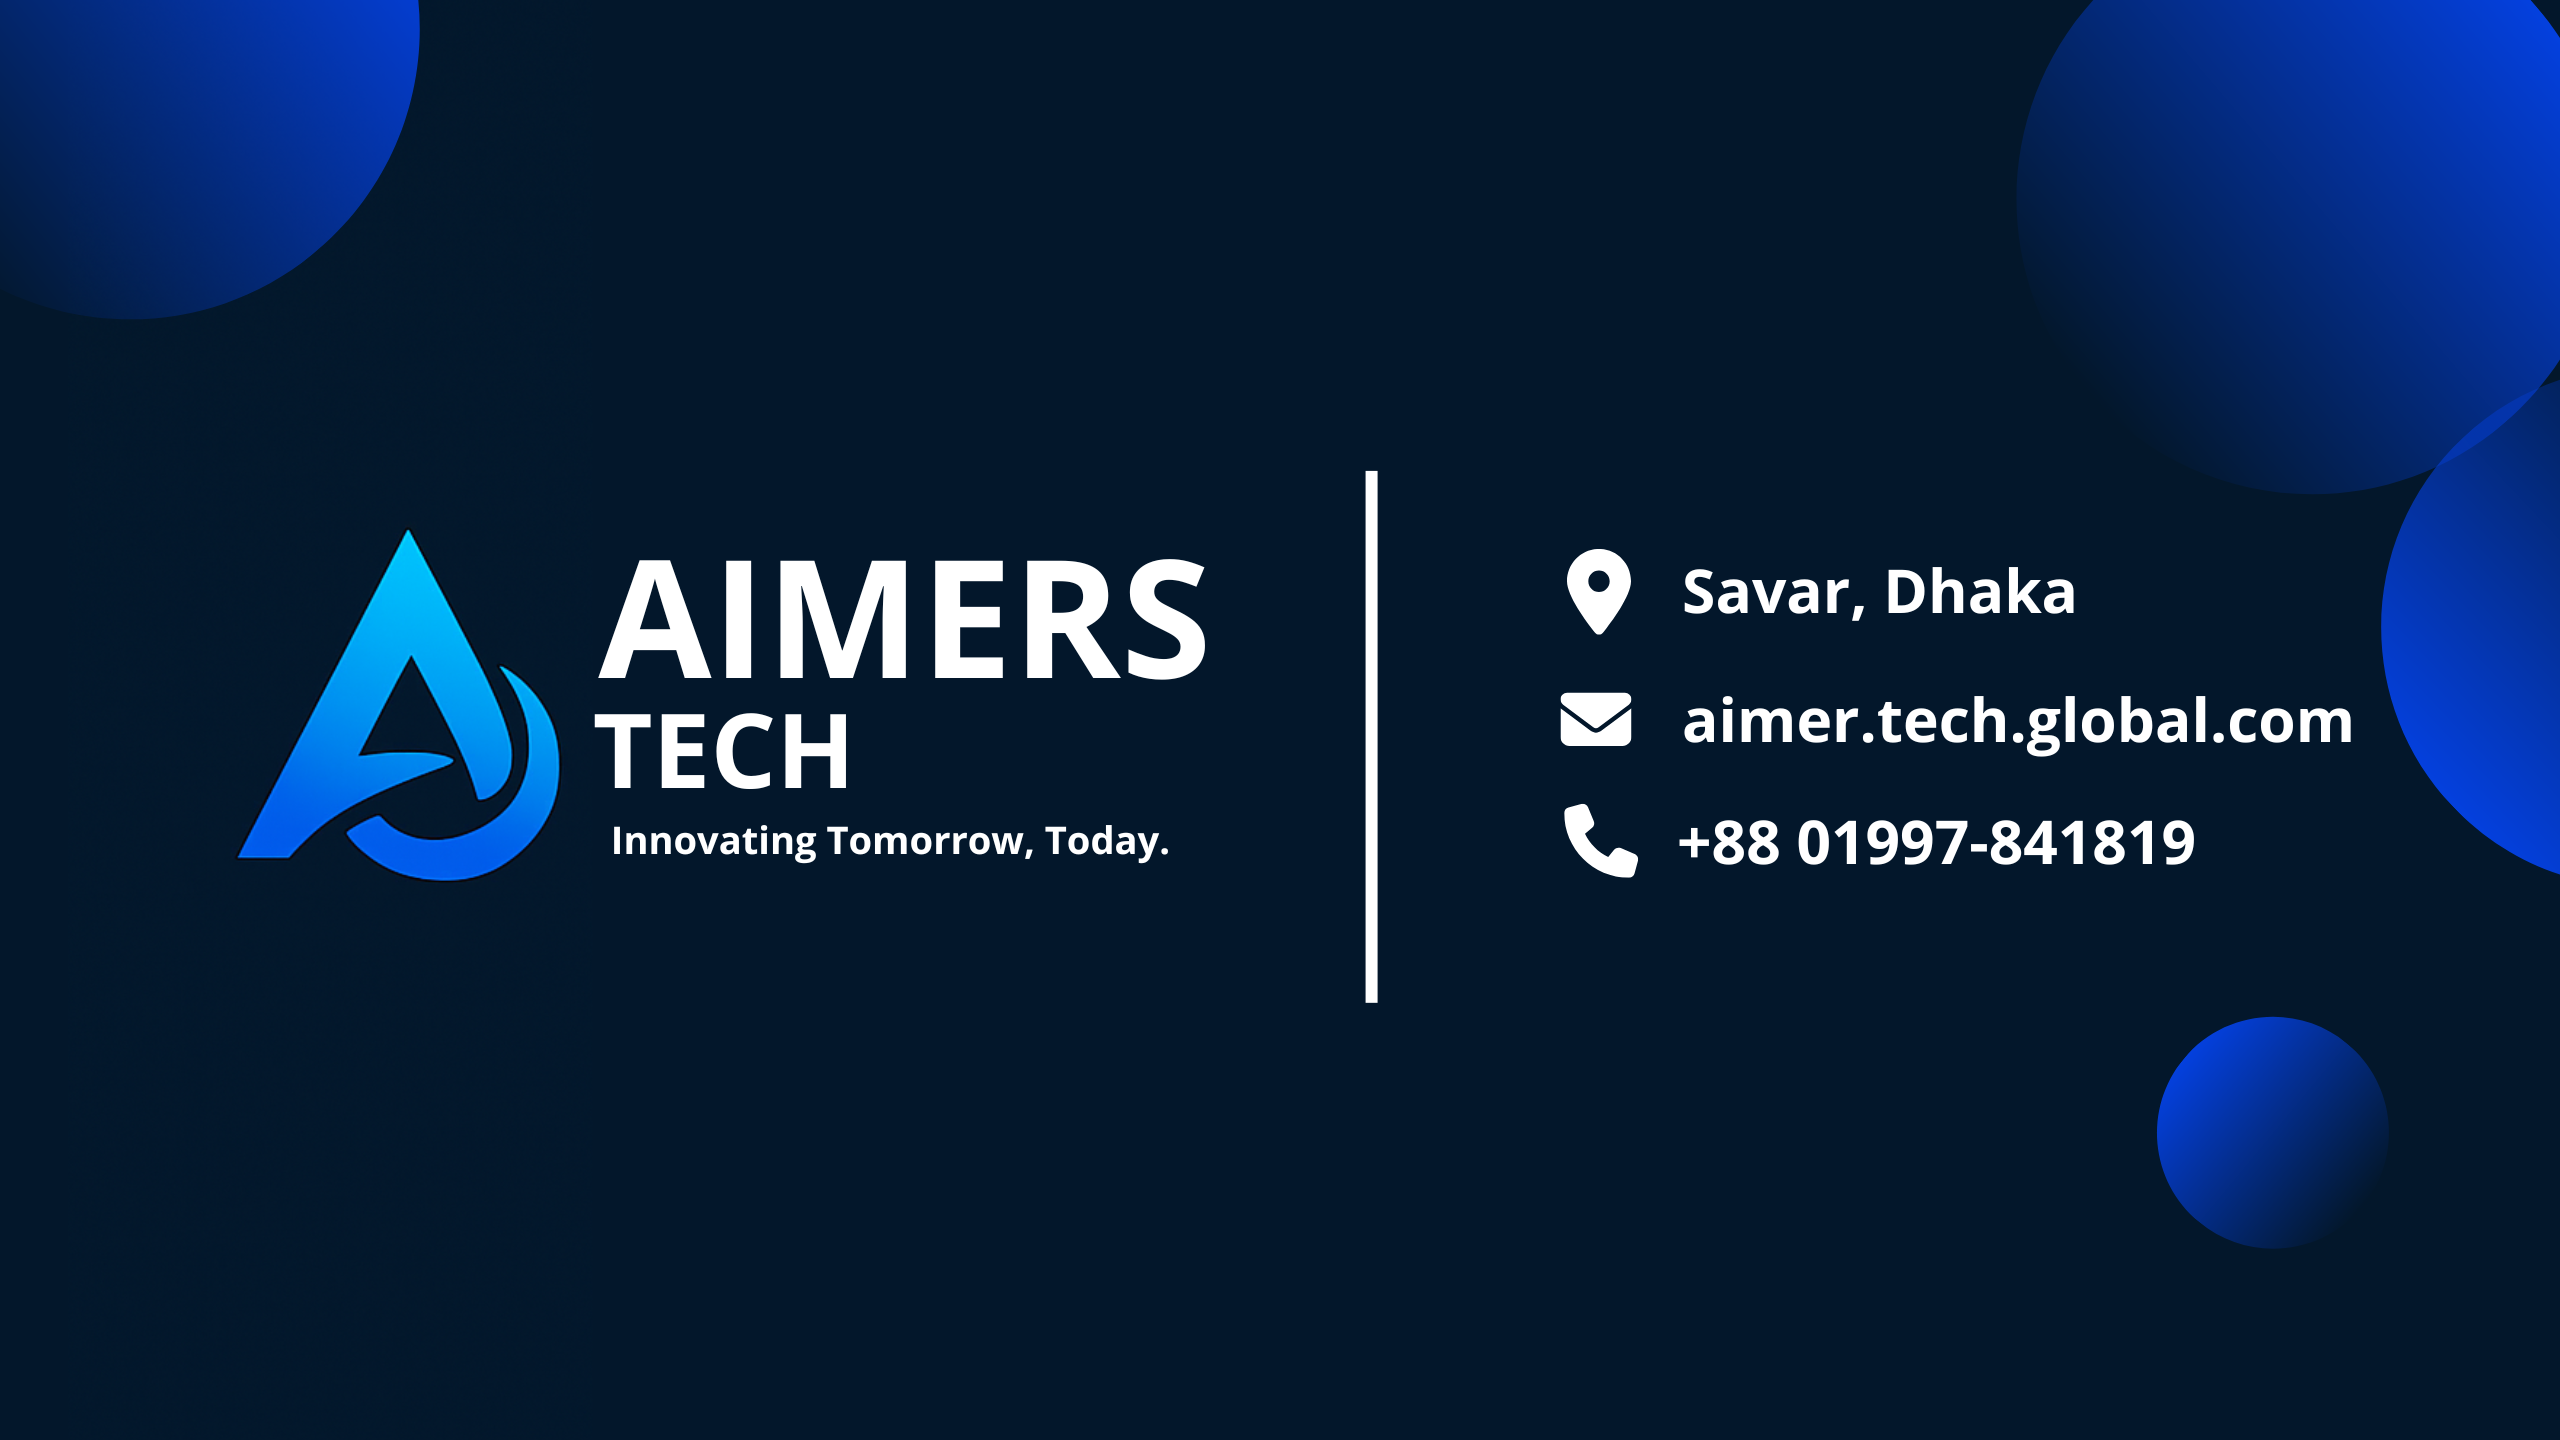 AIMERS
TECH
Innovating Tomorrow, Today.
Savar, Dhaka
aimer.tech.global.com
+88 01997-841819